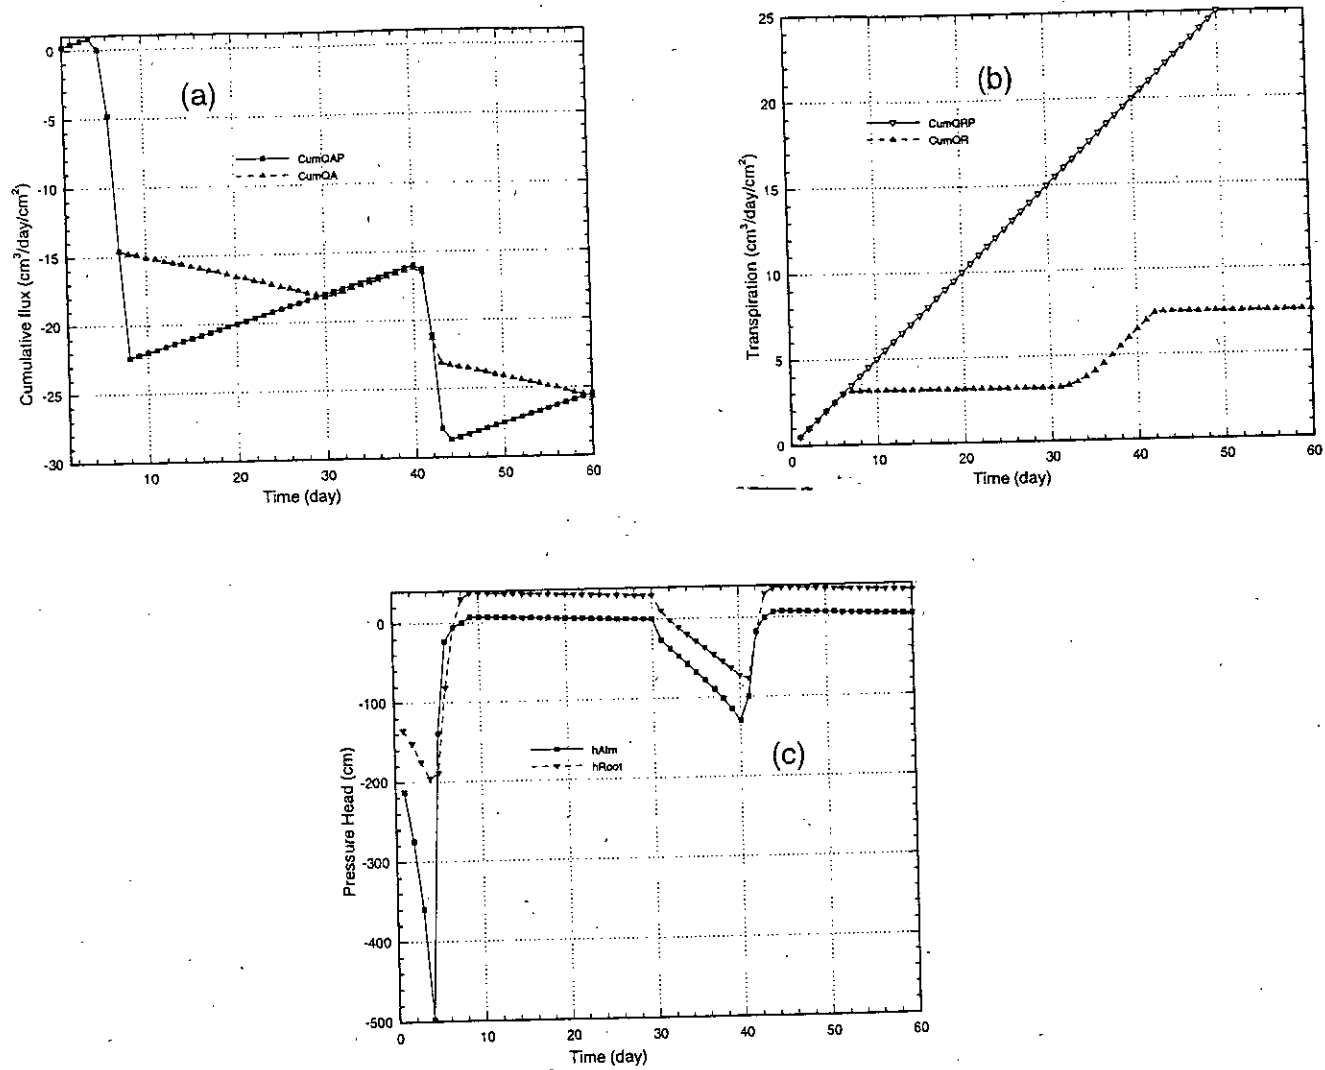 (a)
CumQAP
CumQA
0
-5
-10
-15
-20
-25
-30
10
20
30
40
50
60
Cumulative flux (cm³/day/cm²)
Time (day)
(b)
CumQRP
CumQR
25
20
15
10
5
0
0
10
20
30
40
50
60
Transpiration (cm³/day/cm²)
Time (day)
(c)
hAtm
hRoot
0
-100
-200
-300
-400
-500
0
10
20
30
40
50
60
Pressure Head (cm)
Time (day)